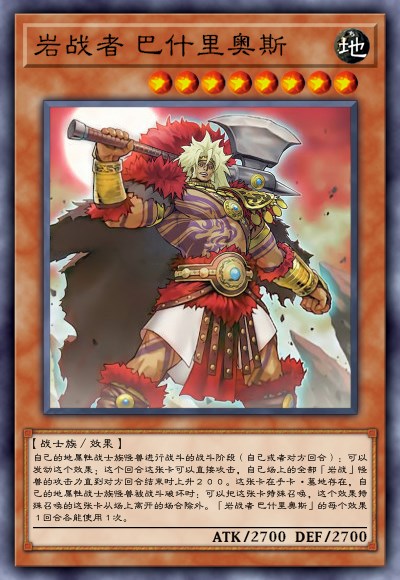 岩战者 巴什里奥斯
地
【战士族／效果】
自己的地属性战士族怪兽进行战斗的战斗阶段（自己或者对方回合）：可以
发动这个效果；这个回合这张卡可以直接攻击，自己场上的全部「岩战」怪
兽的攻击力直到对方回合结束时上升２００。这张卡在手卡・墓地存在，自
己的地属性战士族怪兽被战斗破坏时：可以把这张卡特殊召唤，这个效果特
殊召唤的这张卡从场上离开的场合除外。「岩战者 巴什里奥斯」的每个效果
１回合各能使用１次。
ATK/2700 DEF/2700